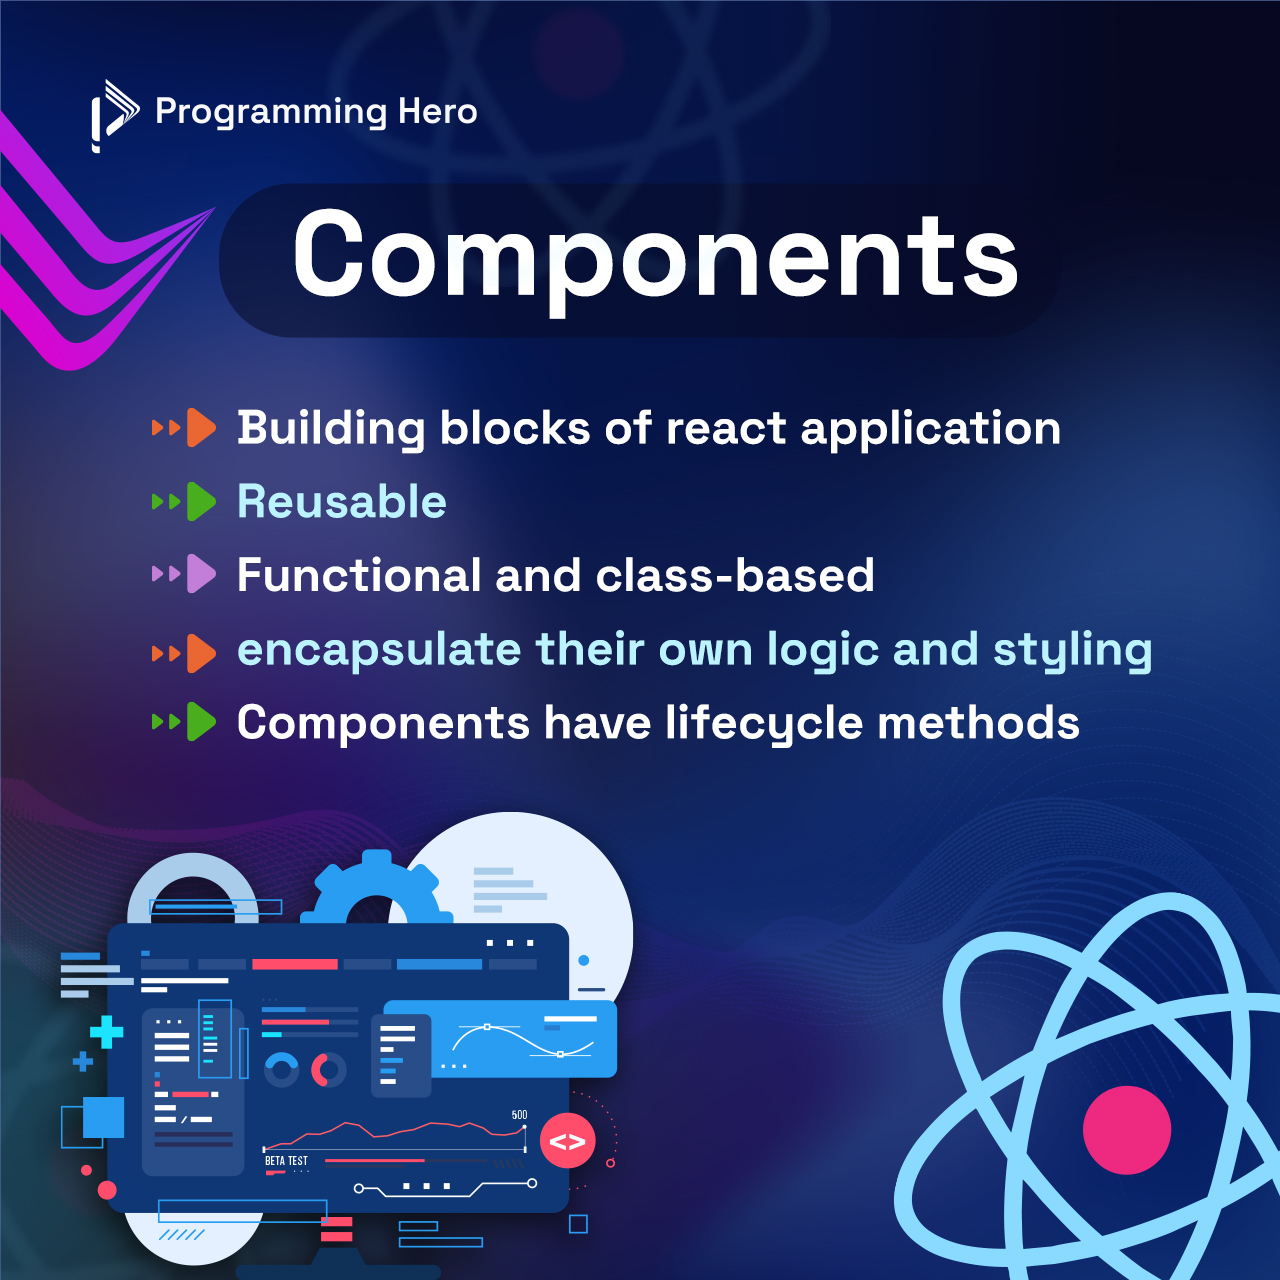 Programming Hero
Components
Building blocks of react application
Reusable
Functional and class-based
encapsulate their own logic and styling
Components have lifecycle methods
500
<>
BETA TEST